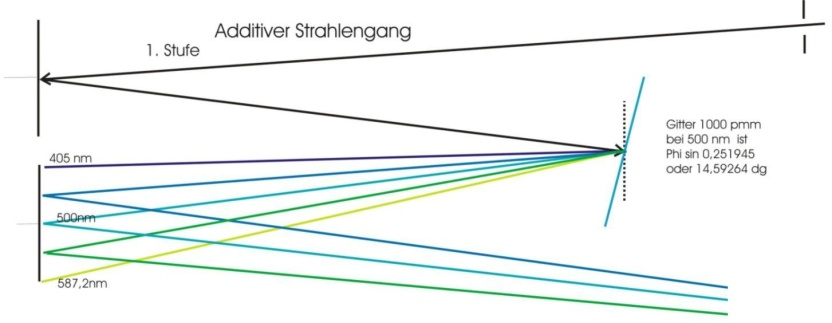 Additiver Strahlengang
1. Stufe
Gitter 1000 pmm
bei 500 nm ist
Phi sin 0,251945
oder 14,59264 dg
405 nm
500nm
587,2nm